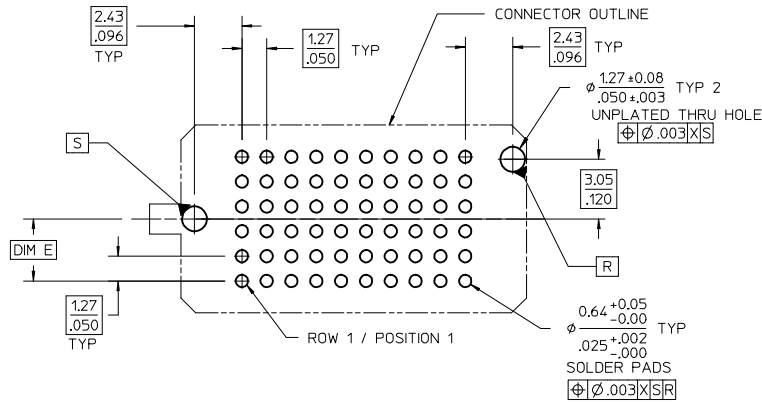 2.43
.096
TYP
1.27
.050
TYP
CONNECTOR OUTLINE
2.43
.096
⌀ 1.27 ±0.08
.050 ±.003
TYP 2
UNPLATED THRU HOLE
⌖ ⌀ .003 X S
S
3.05
.120
DIM E
R
1.27
.050
TYP
ROW 1 / POSITION 1
⌀ 0.64 +0.05 -0.00
.025 +.002 -.000
TYP
SOLDER PADS
⌖ ⌀ .003 X S R